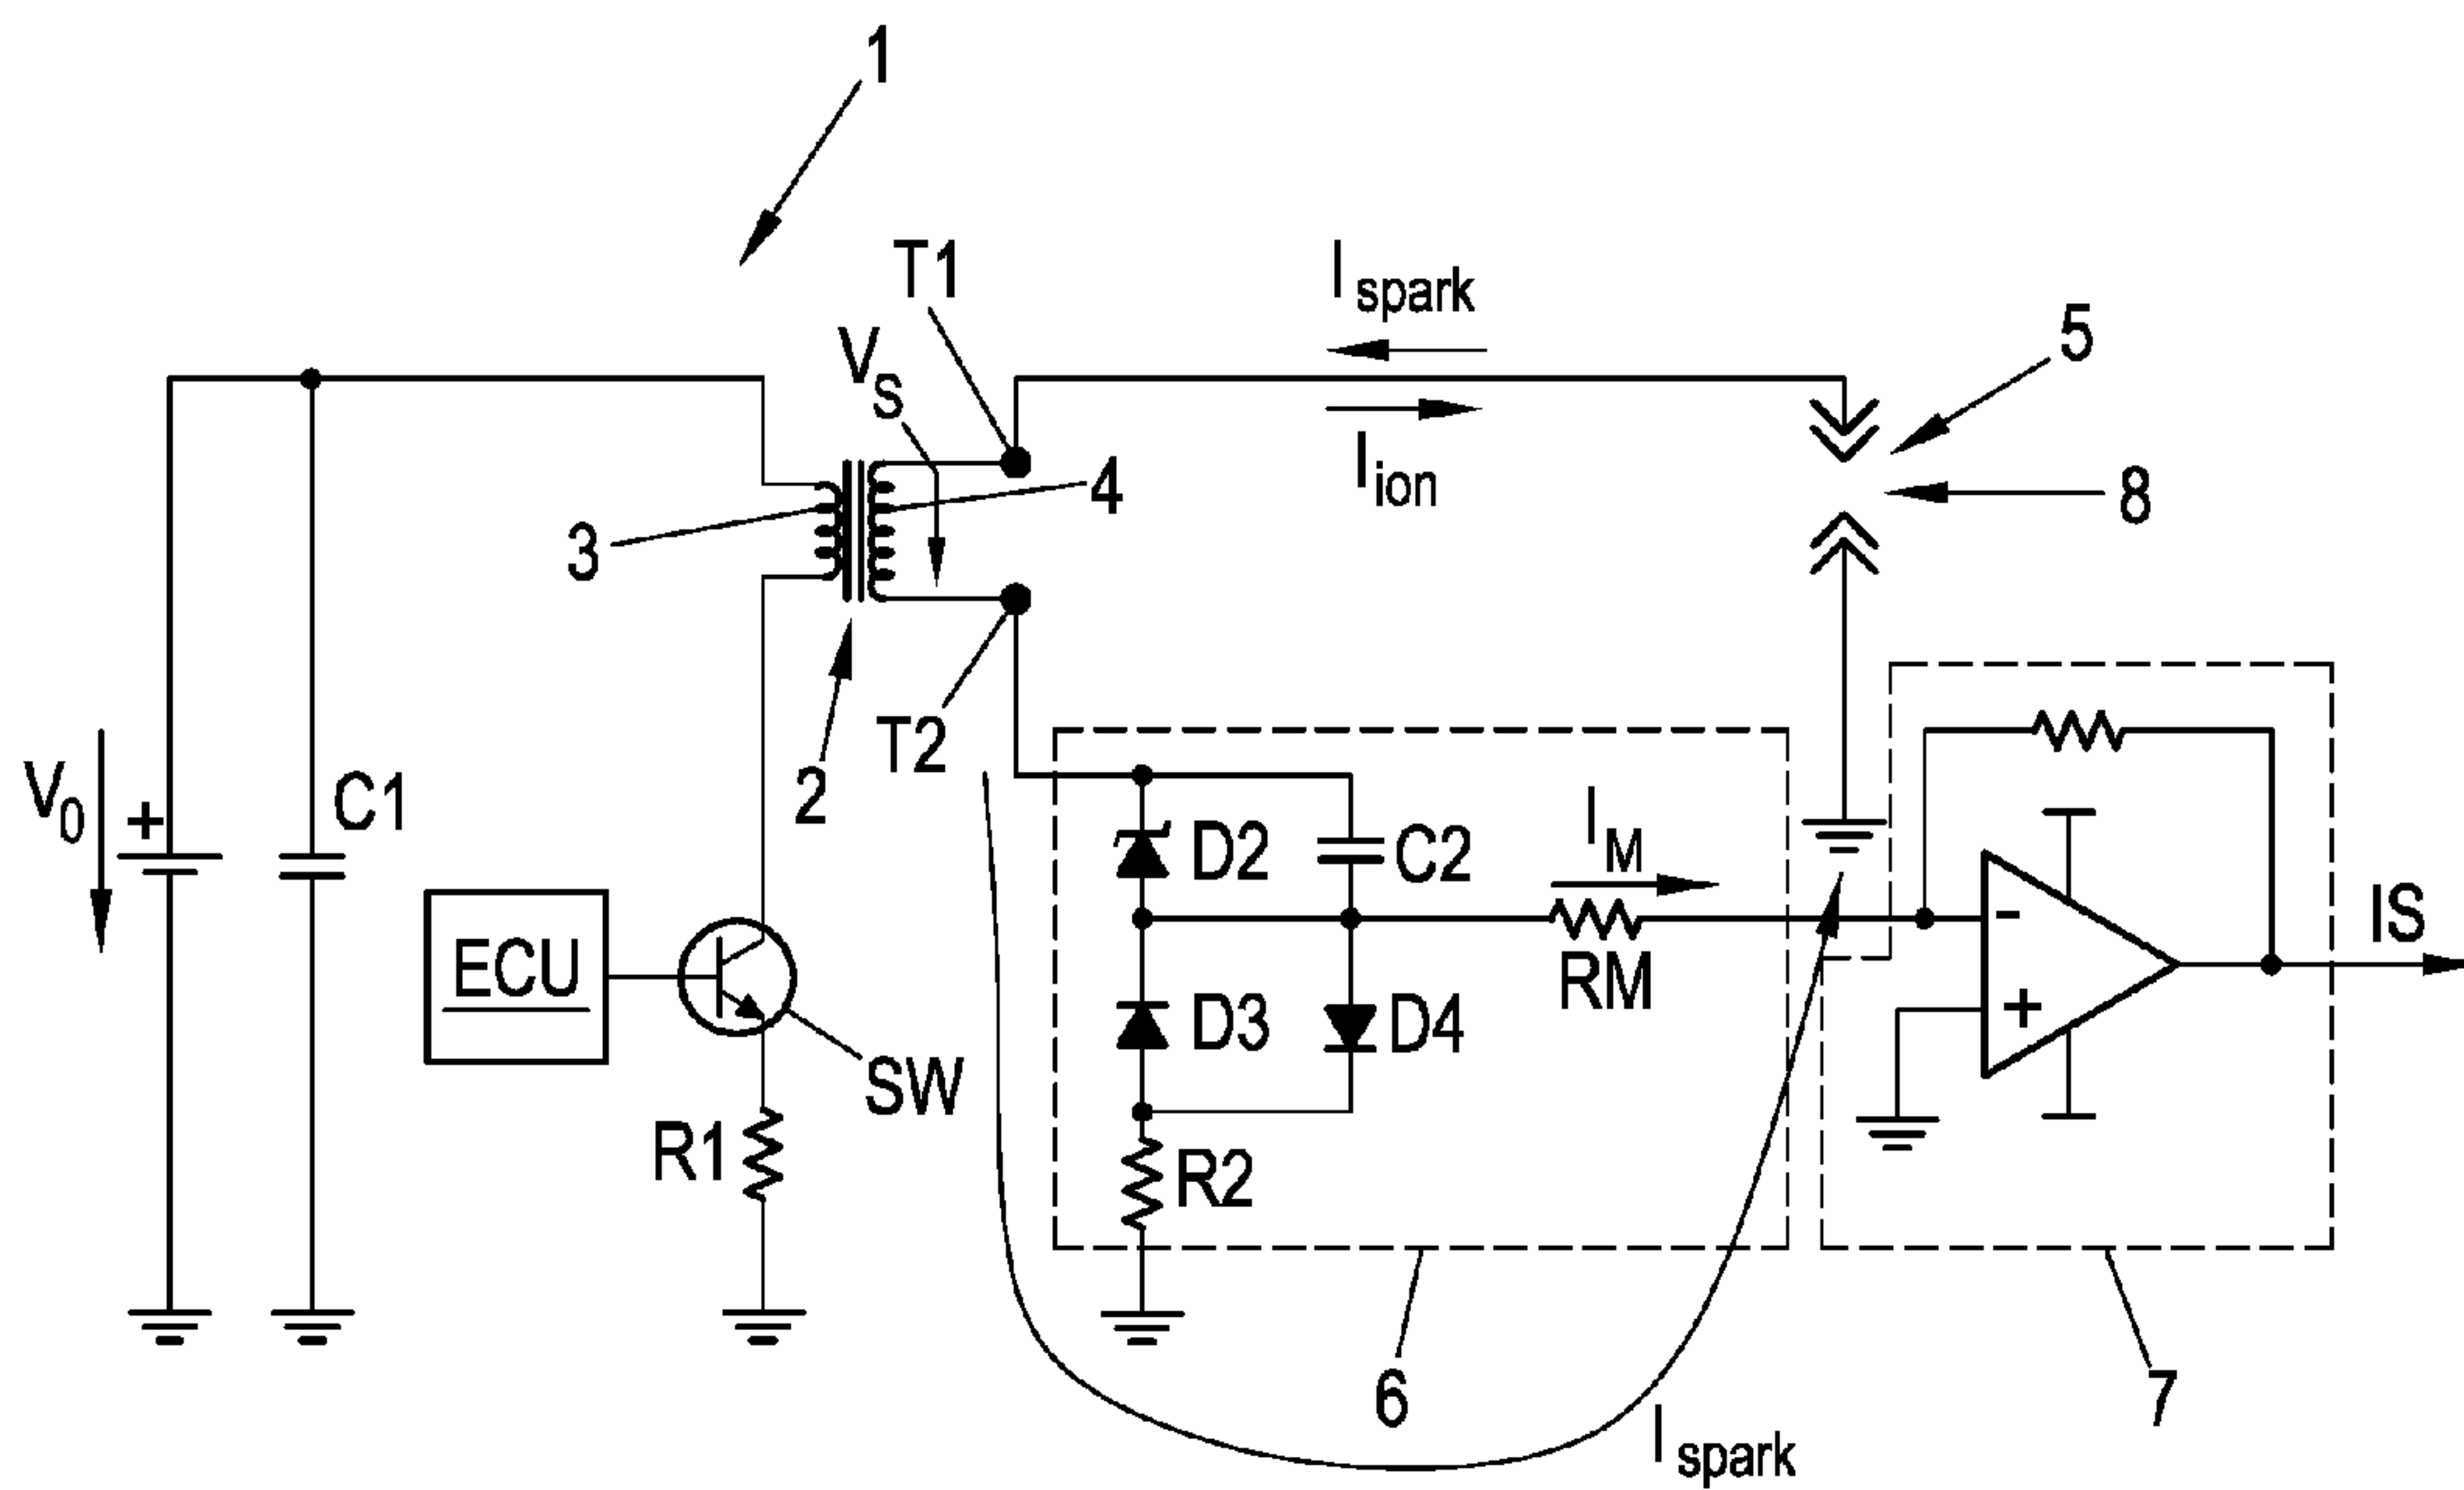 1
T1
I spark
V S
5
I ion
4
8
3
T2
2
V 0
+
C1
D2
C2
I M
ECU
-
IS
RM
+
D3
D4
SW
R1
R2
6
7
I spark